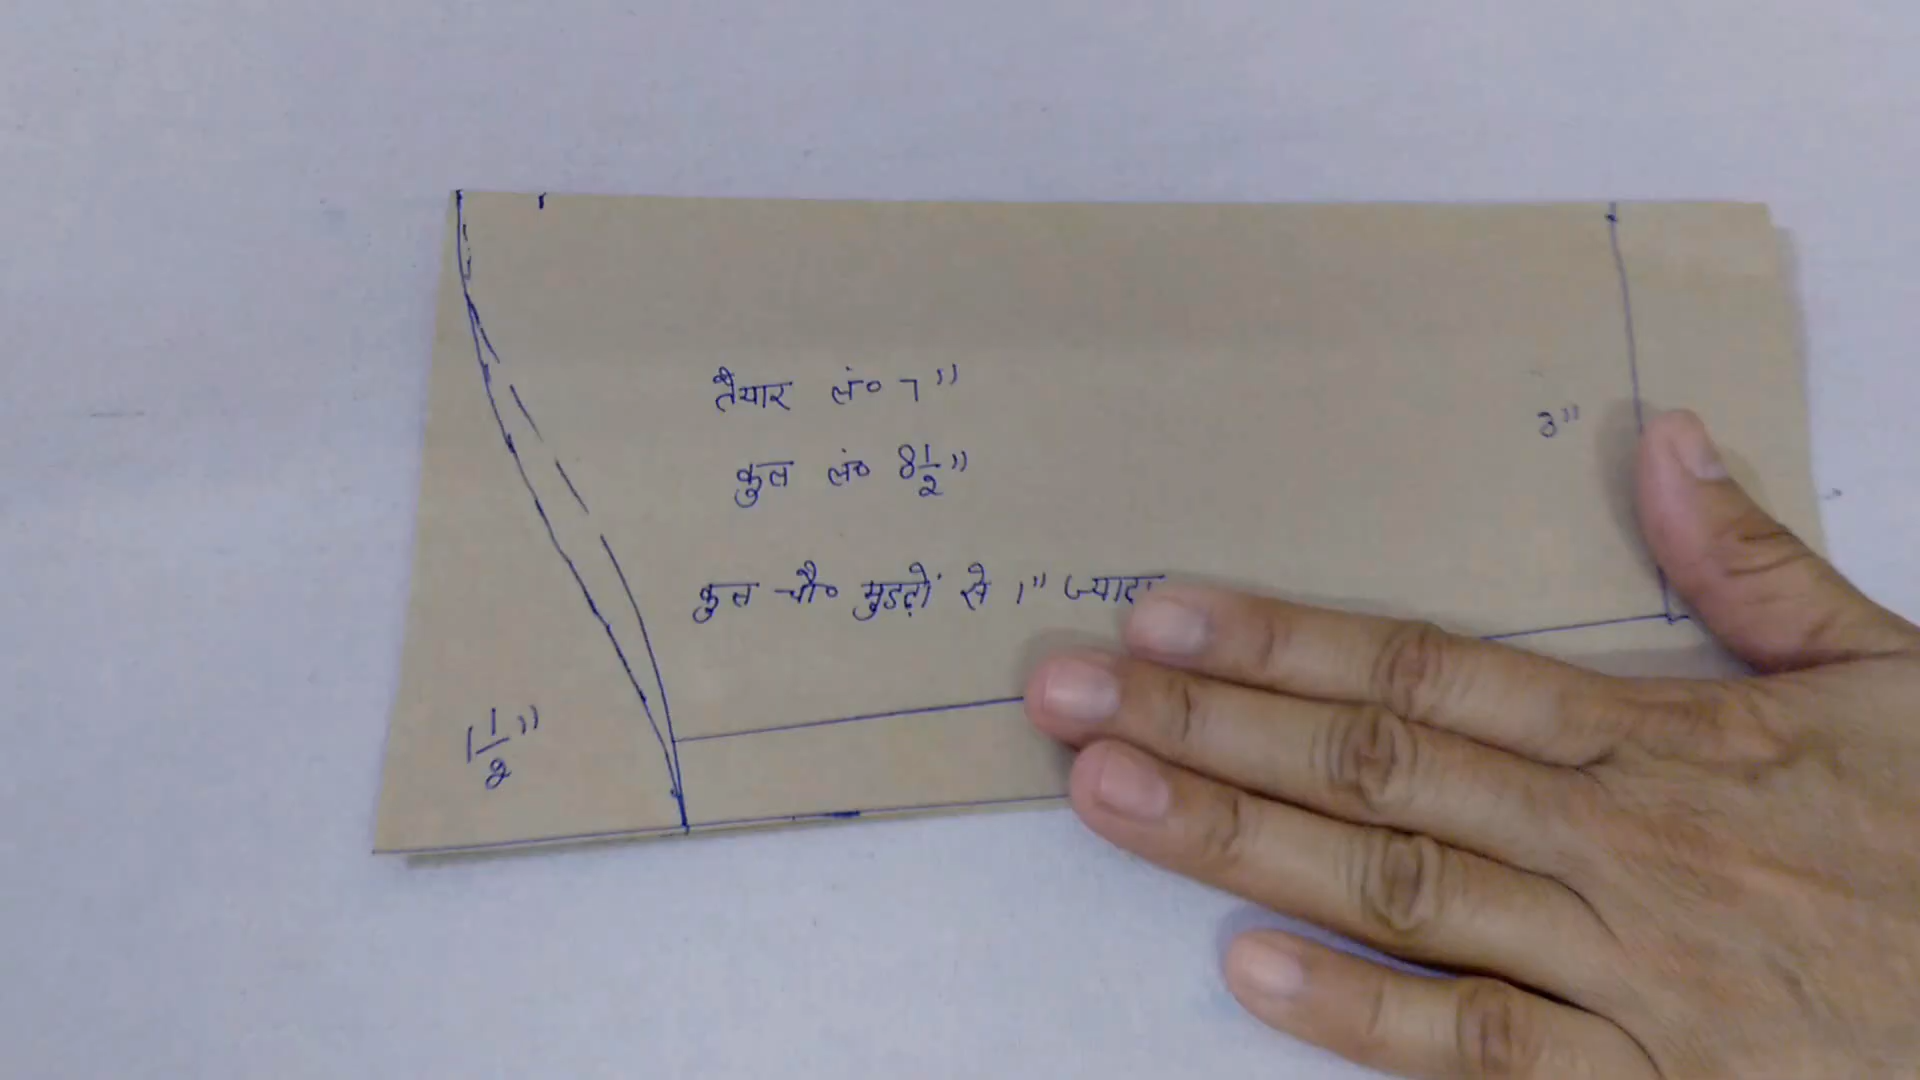 तैयार लं० 7"
कुल लं० 8 1/2"
कुल चौ० मुड्ढ़ों से 1" ज्यादा
3"
1 1/2"